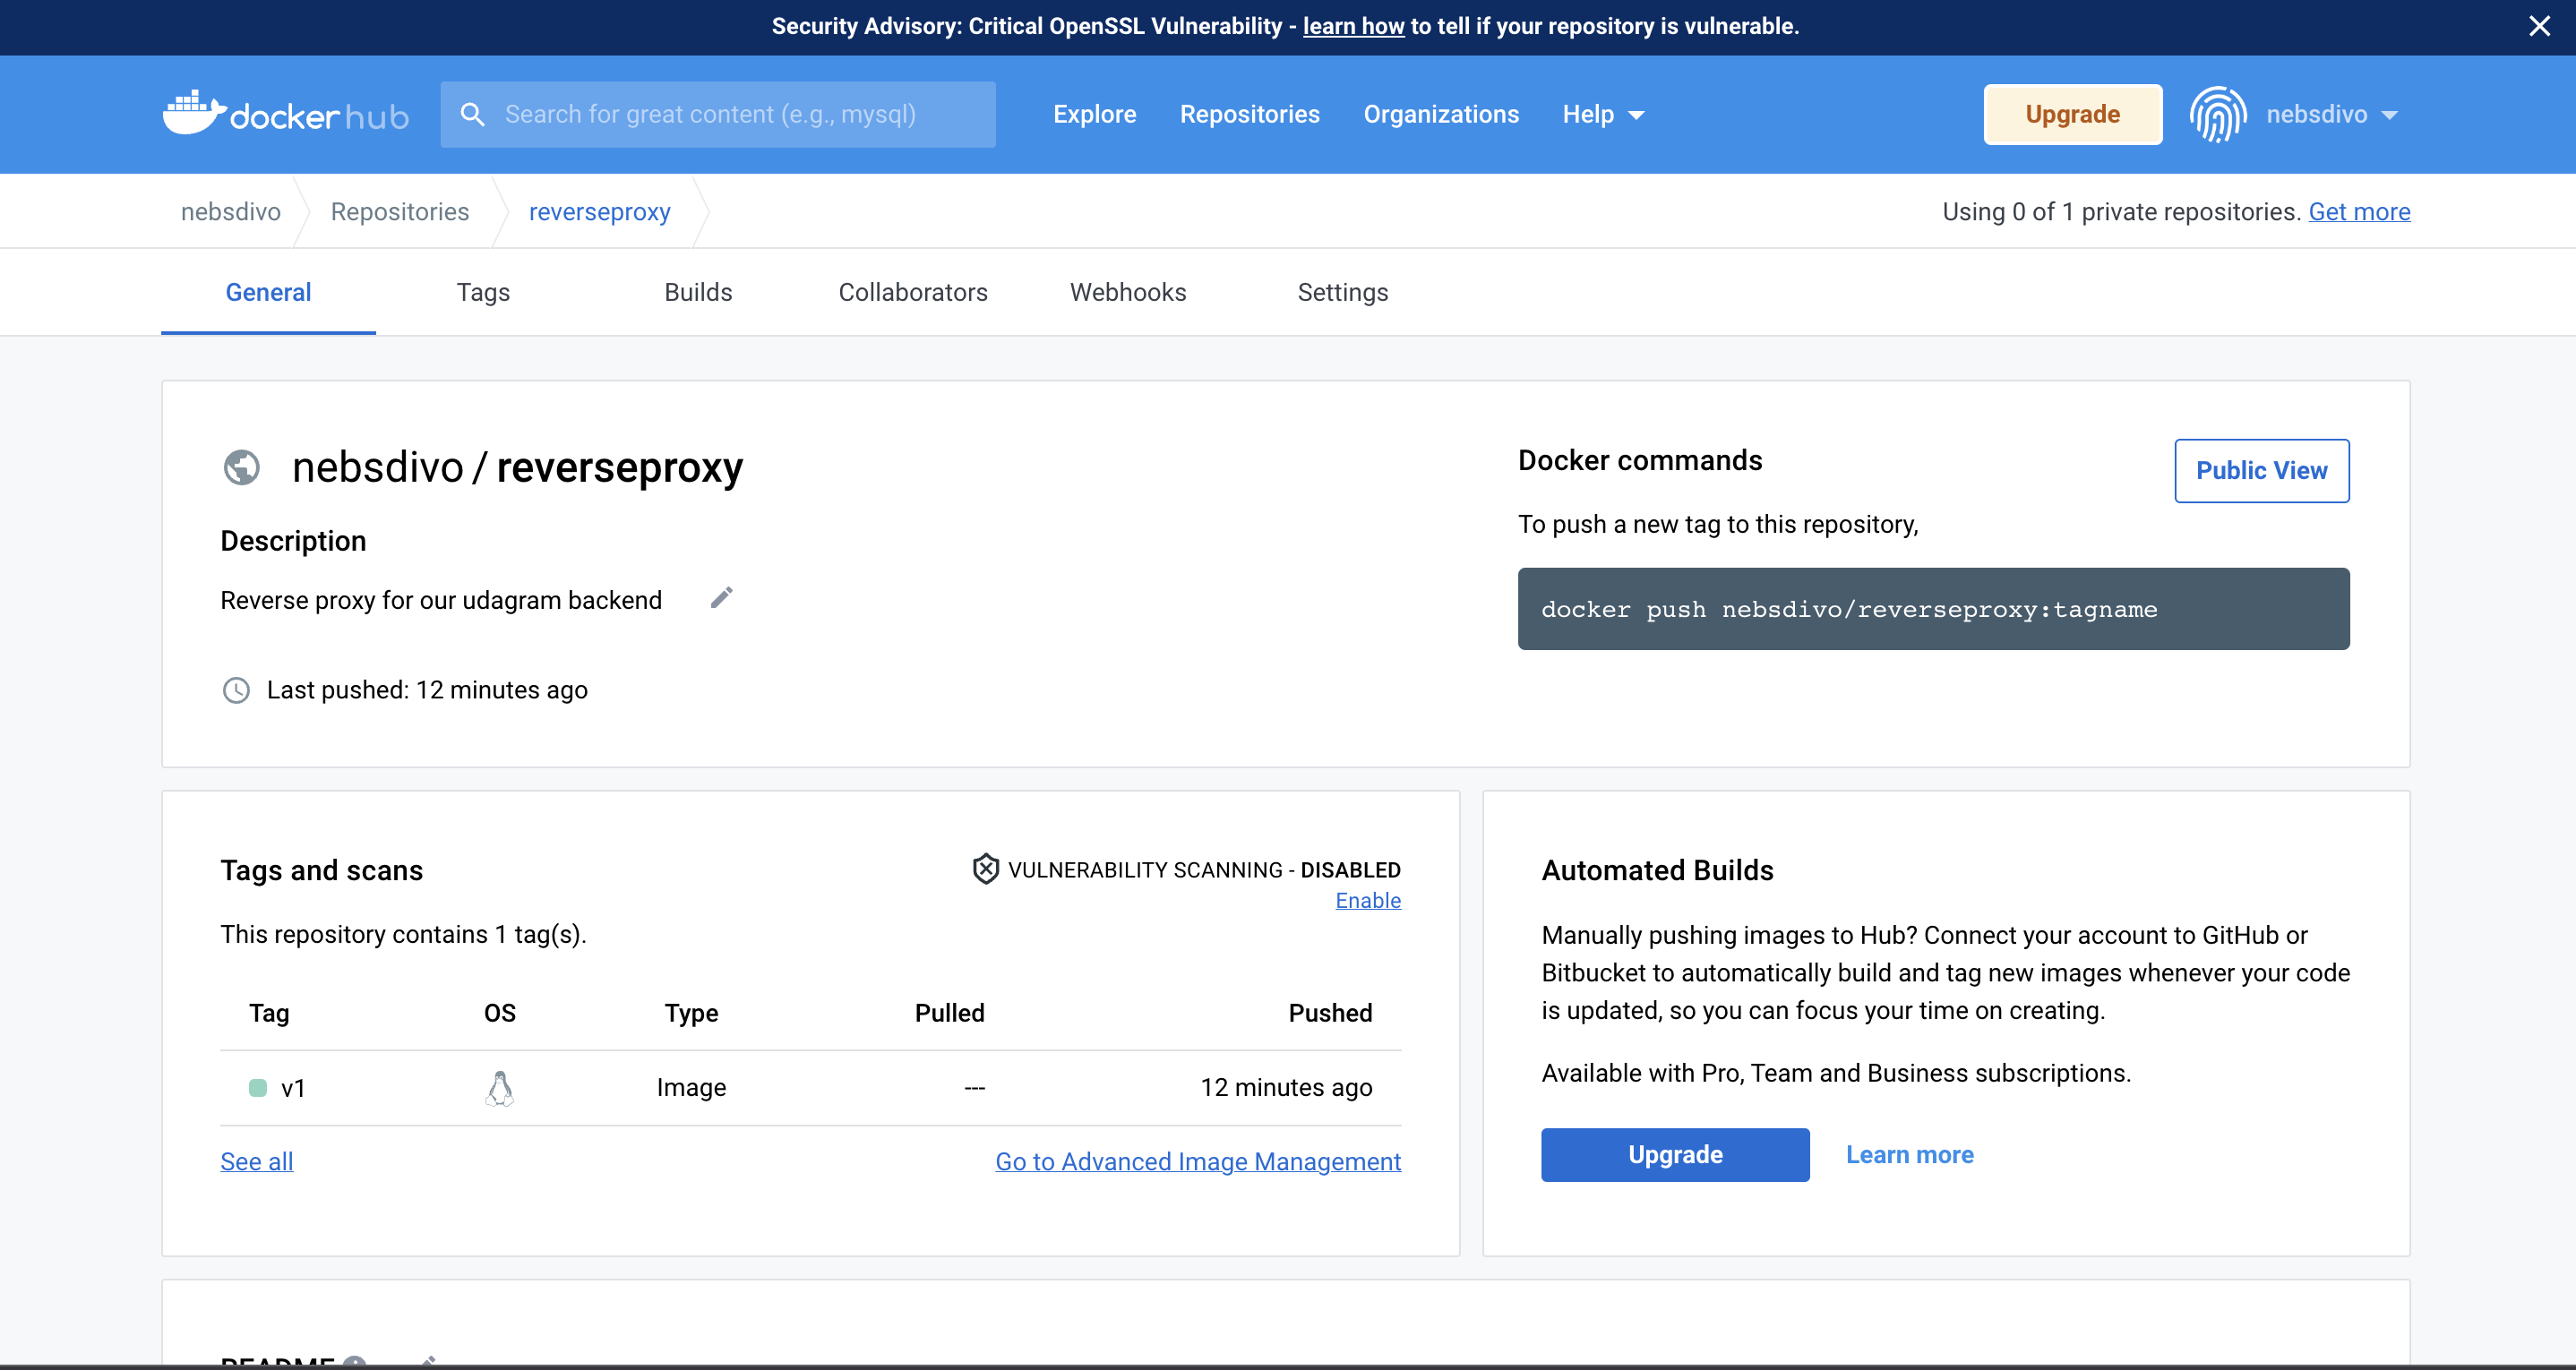 Security Advisory: Critical OpenSSL Vulnerability - learn how to tell if your repository is vulnerable.
docker hub
Search for great content (e.g., mysql)
Explore
Repositories
Organizations
Help
Upgrade
nebsdivo
nebsdivo
Repositories
reverseproxy
Using 0 of 1 private repositories. Get more
General
Tags
Builds
Collaborators
Webhooks
Settings
nebsdivo / reverseproxy
Description
Reverse proxy for our udagram backend
Last pushed: 12 minutes ago
Docker commands
Public View
To push a new tag to this repository,
docker push nebsdivo/reverseproxy:tagname
Tags and scans
VULNERABILITY SCANNING - DISABLED
Enable
This repository contains 1 tag(s).
Tag OS Type Pulled Pushed
v1 Image --- 12 minutes ago
See all
Go to Advanced Image Management
Automated Builds
Manually pushing images to Hub? Connect your account to GitHub or
Bitbucket to automatically build and tag new images whenever your code
is updated, so you can focus your time on creating.
Available with Pro, Team and Business subscriptions.
Upgrade
Learn more
README